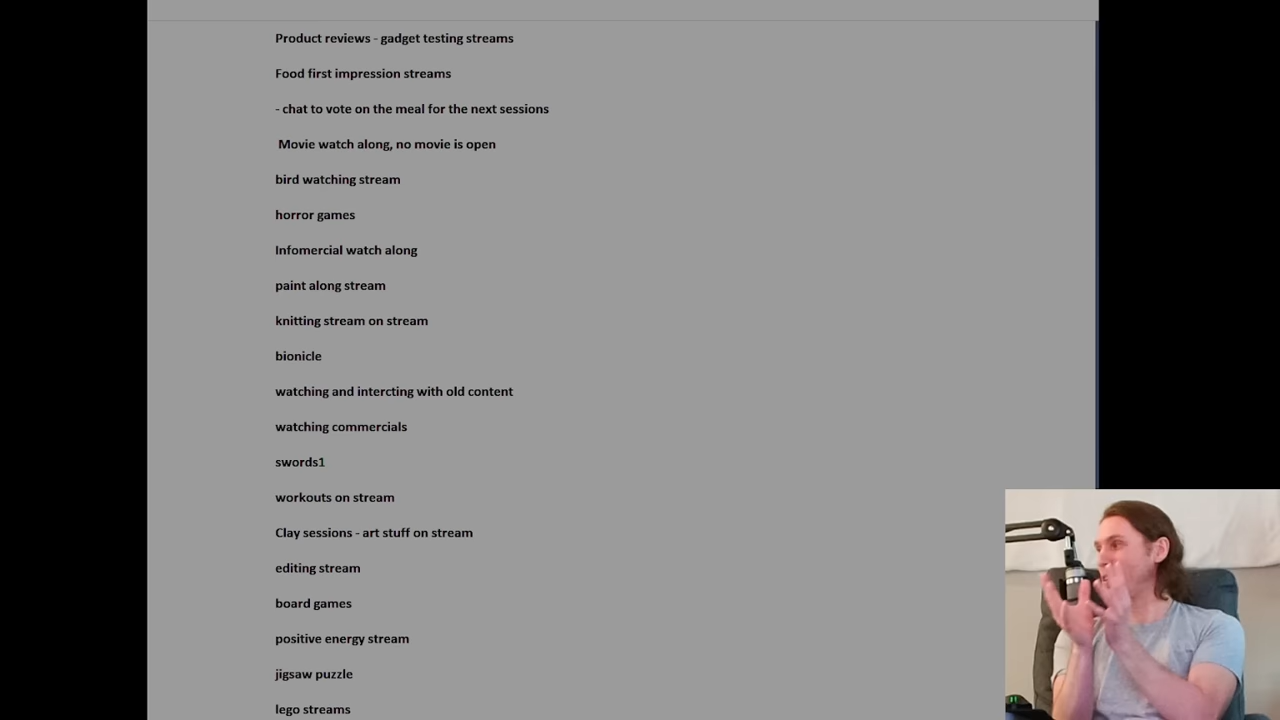 Product reviews - gadget testing streams
Food first impression streams
- chat to vote on the meal for the next sessions
Movie watch along, no movie is open
bird watching stream
horror games
Infomercial watch along
paint along stream
knitting stream on stream
bionicle
watching and intercting with old content
watching commercials
swords1
workouts on stream
Clay sessions - art stuff on stream
editing stream
board games
positive energy stream
jigsaw puzzle
lego streams